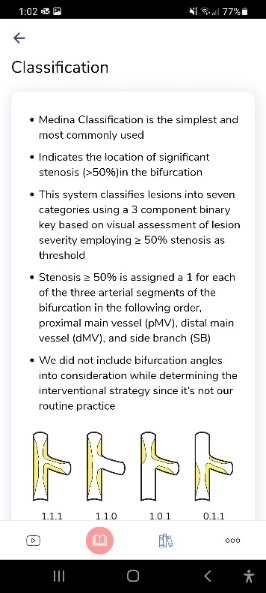 1:02
77%
Classification
• Medina Classification is the simplest and
most commonly used
• Indicates the location of significant
stenosis (>50%)in the bifurcation
• This system classifies lesions into seven
categories using a 3 component binary
key based on visual assessment of lesion
severity employing ≥ 50% stenosis as
threshold
• Stenosis ≥ 50% is assigned a 1 for each
of the three arterial segments of the
bifurcation in the following order,
proximal main vessel (pMV), distal main
vessel (dMV), and side branch (SB)
• We did not include bifurcation angles
into consideration while determining the
interventional strategy since it's not our
routine practice
1.1.1 1.1.0 1.0.1 0.1.1